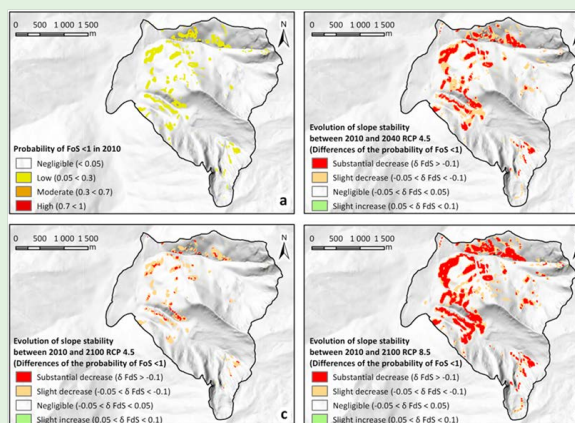 0 500 1000 1 500
m
N
Probability of FoS <1 in 2010
Negligible (< 0.05)
Low (0.05 < 0.3)
Moderate (0.3 < 0.7)
High (0.7 < 1)
a
0 500 1000 1 500
m
N
Evolution of slope stability
between 2010 and 2040 RCP 4.5
(Differences of the probability of FoS <1)
Substantial decrease (δ FdS > -0.1)
Slight decrease (-0.05 < δ FdS < -0.1)
Negligible (-0.05 < δ FdS < 0.05)
Slight increase (0.05 < δ FdS < 0.1)
0 500 1000 1 500
m
N
Evolution of slope stability
between 2010 and 2100 RCP 4.5
(Differences of the probability of FoS <1)
Substantial decrease (δ FdS > -0.1)
Slight decrease (-0.05 < δ FdS < -0.1)
Negligible (-0.05 < δ FdS < 0.05)
Slight increase (0.05 < δ FdS < 0.1)
c
0 500 1000 1 500
m
N
Evolution of slope stability
between 2010 and 2100 RCP 8.5
(Differences of the probability of FoS <1)
Substantial decrease (δ FdS > -0.1)
Slight decrease (-0.05 < δ FdS < -0.1)
Negligible (-0.05 < δ FdS < 0.05)
Slight increase (0.05 < δ FdS < 0.1)